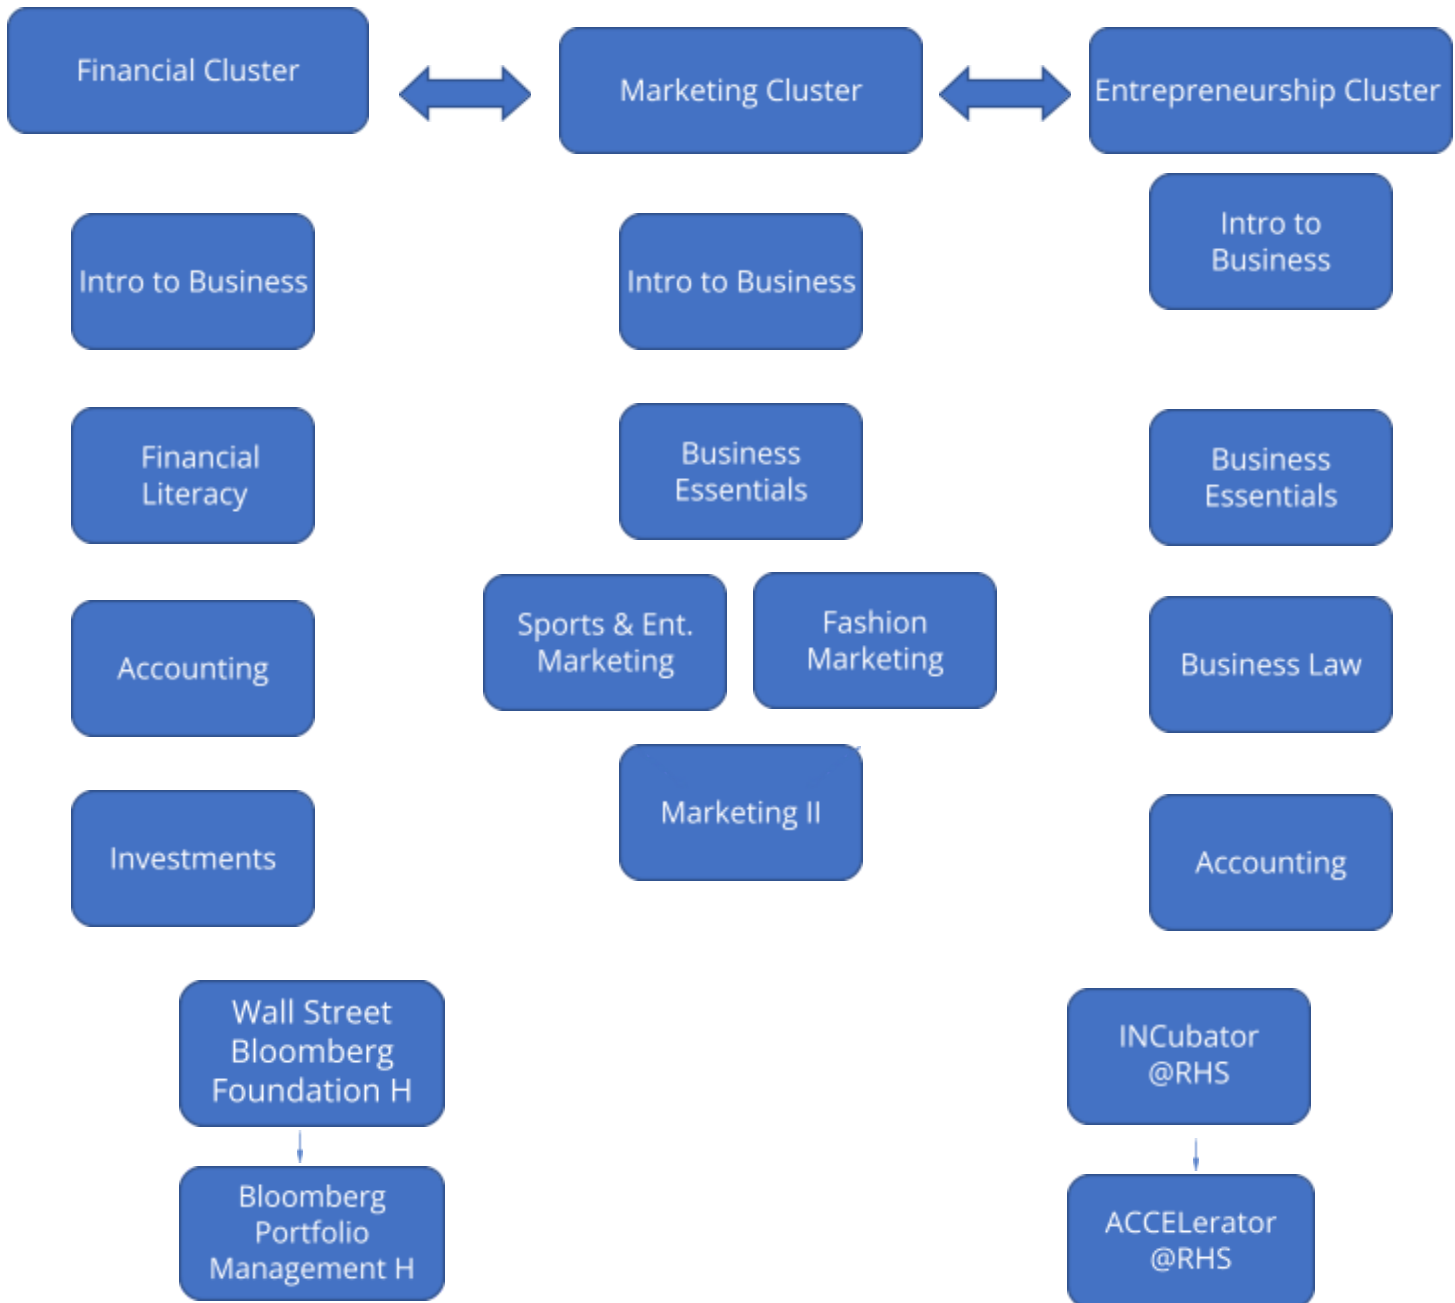 Financial Cluster
Marketing Cluster
Entrepreneurship Cluster
Intro to Business
Financial
Literacy
Accounting
Investments
Wall Street
Bloomberg
Foundation H
Bloomberg
Portfolio
Management H
Intro to Business
Business
Essentials
Sports & Ent.
Marketing
Fashion
Marketing
Marketing II
Intro to
Business
Business
Essentials
Business Law
Accounting
INCubator
@RHS
ACCELerator
@RHS